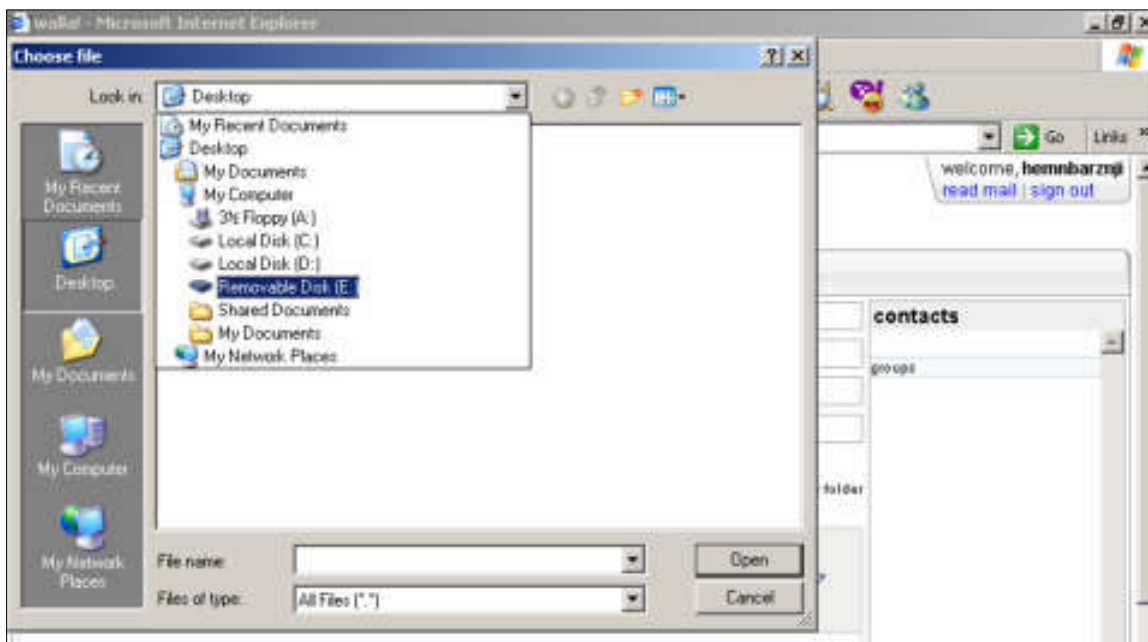 walla! - Microsoft Internet Explorer
Choose file
Look in:
Desktop
My Recent Documents
Desktop
My Documents
My Computer
3½ Floppy (A:)
Local Disk (C:)
Local Disk (D:)
Removable Disk (E:
Shared Documents
My Documents
My Network Places
My Recent
Documents
Desktop
My Documents
My Computer
My Network
Places
File name:
Open
Files of type:
All Files (*.*)
Cancel
Go
Links
welcome, hemnbarznji
read mail | sign out
contacts
groups
folder